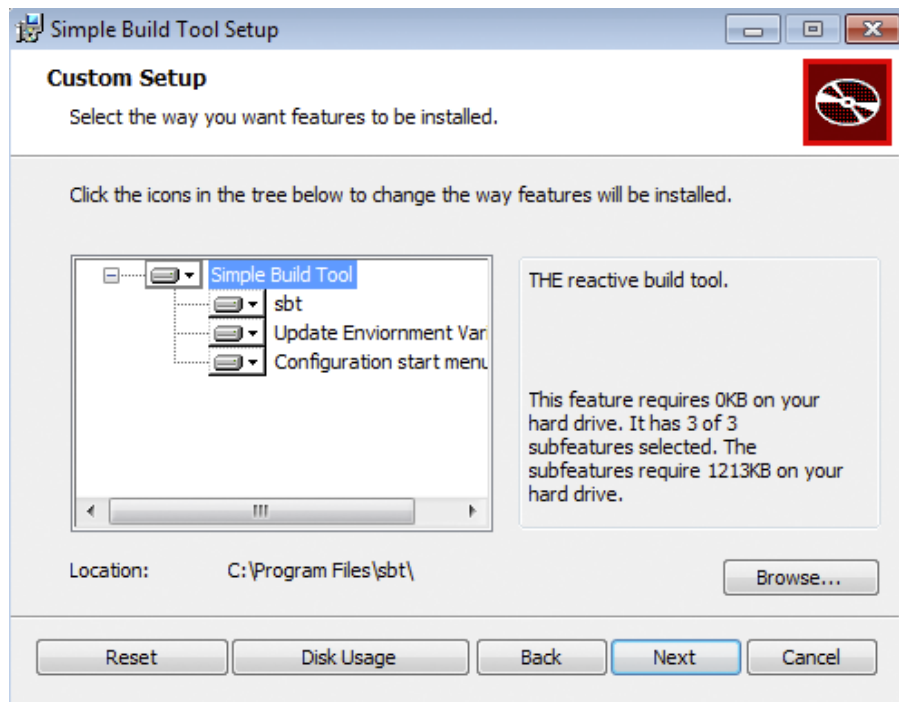 Simple Build Tool Setup
Custom Setup
Select the way you want features to be installed.
Click the icons in the tree below to change the way features will be installed.
Simple Build Tool
sbt
Update Enviornment Vari
Configuration start menu
THE reactive build tool.
This feature requires 0KB on your
hard drive. It has 3 of 3
subfeatures selected. The
subfeatures require 1213KB on your
hard drive.
Location: C:\Program Files\sbt\
Browse...
Reset Disk Usage Back Next Cancel